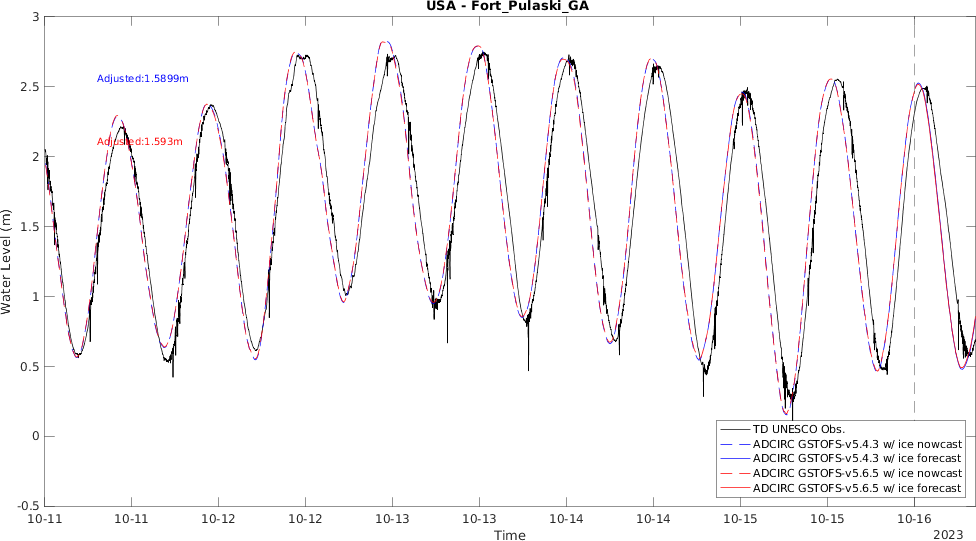 USA - Fort_Pulaski_GA
3
2.5
2
1.5
1
0.5
0
-0.5
Water Level (m)
Adjusted:1.5899m
Adjusted:1.593m
TD UNESCO Obs.
ADCIRC GSTOFS-v5.4.3 w/ ice nowcast
ADCIRC GSTOFS-v5.4.3 w/ ice forecast
ADCIRC GSTOFS-v5.6.5 w/ ice nowcast
ADCIRC GSTOFS-v5.6.5 w/ ice forecast
10-11 10-11 10-12 10-12 10-13 10-13 10-14 10-14 10-15 10-15 10-16
Time
2023